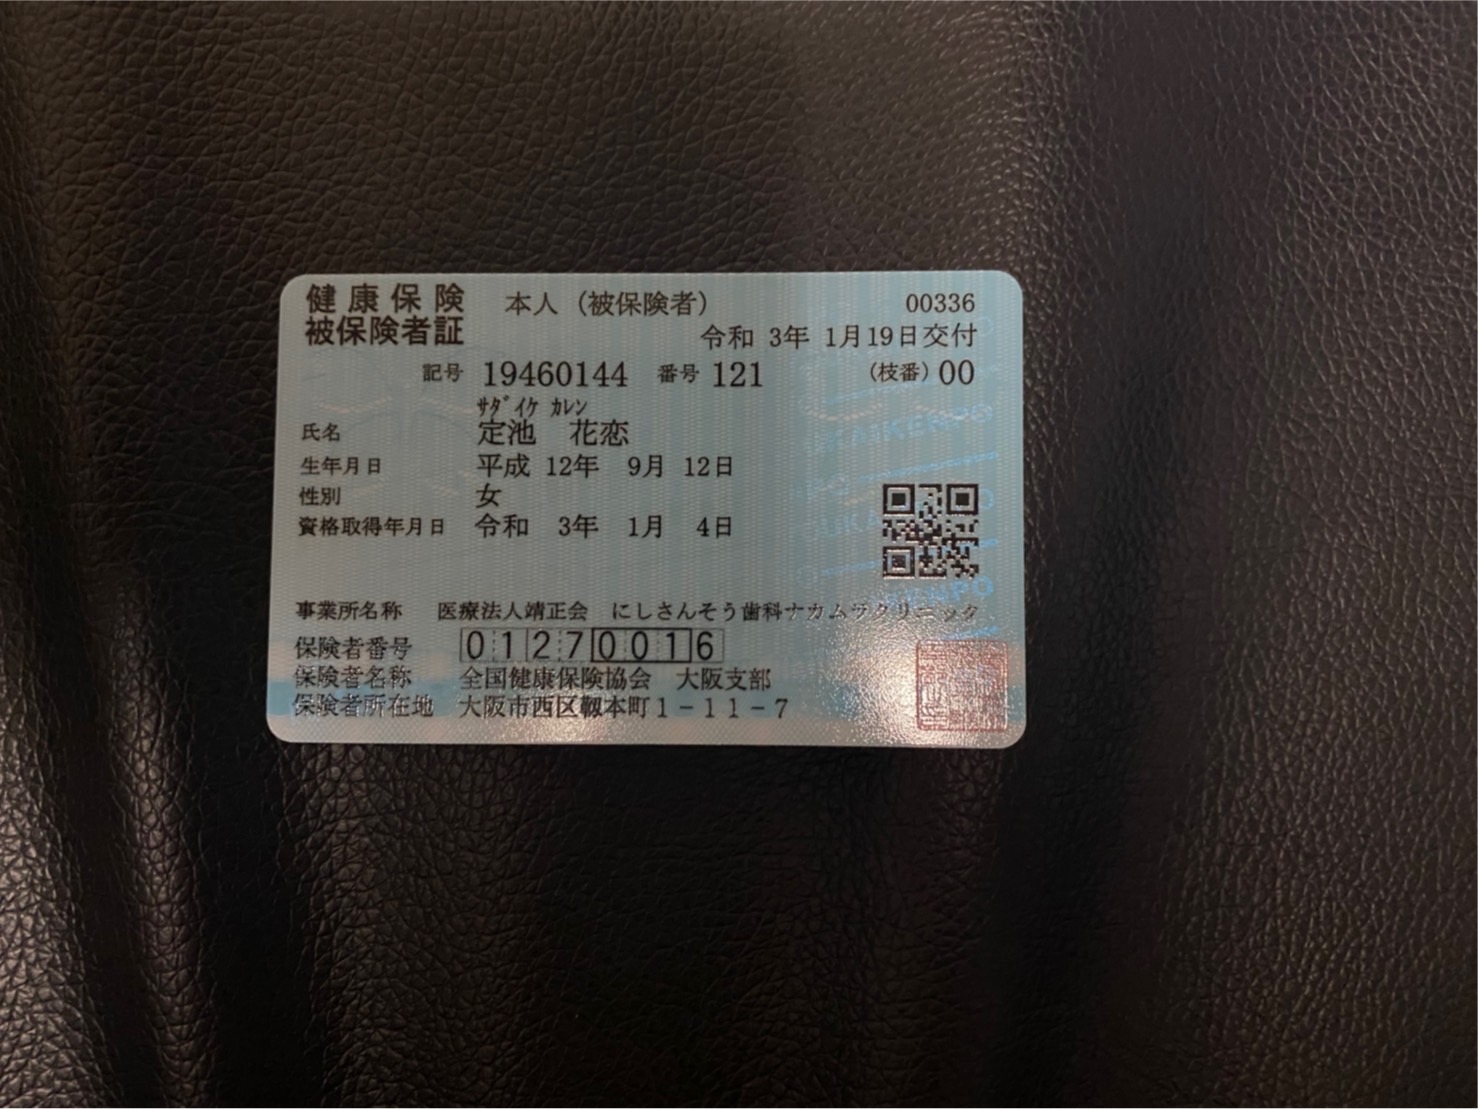 健康保険 本人（被保険者） 00336
被保険者証 令和 3年 1月19日交付
記号 19460144 番号 121 （枝番）00
ｻﾀﾞｲｹ ｶﾚﾝ
氏名 定池 花恋
生年月日 平成 12年 9月 12日
性別 女
資格取得年月日 令和 3年 1月 4日
事業所名称 医療法人靖正会 にしさんそう歯科ナカムラクリニック
保険者番号 01270016
保険者名称 全国健康保険協会 大阪支部
保険者所在地 大阪市西区靱本町1-11-7